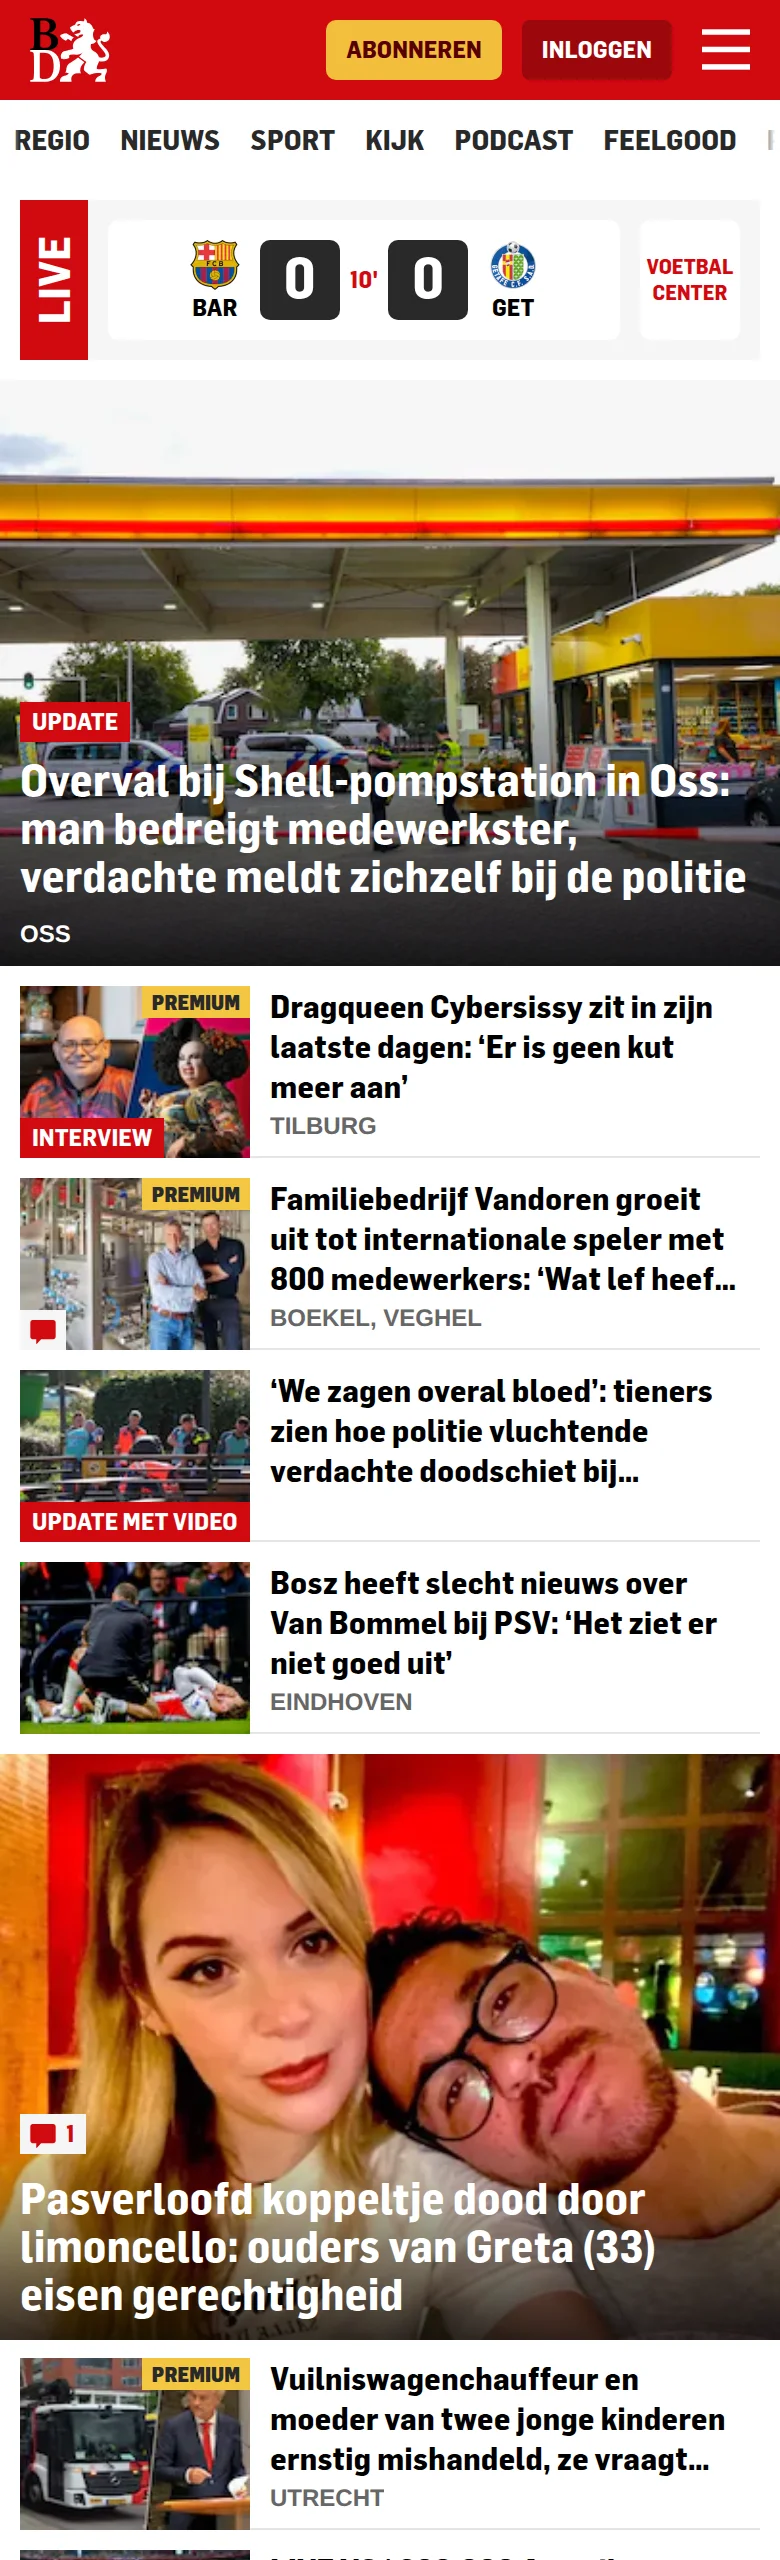 BD
ABONNEREN
INLOGGEN
REGIO NIEUWS SPORT KIJK PODCAST FEELGOOD
LIVE
FCB
BAR
0
10'
0
GET
VOETBAL
CENTER
UPDATE
Overval bij Shell-pompstation in Oss:
man bedreigt medewerkster,
verdachte meldt zichzelf bij de politie
OSS
PREMIUM
INTERVIEW
Dragqueen Cybersissy zit in zijn
laatste dagen: ‘Er is geen kut
meer aan’
TILBURG
PREMIUM
Familiebedrijf Vandoren groeit
uit tot internationale speler met
800 medewerkers: ‘Wat lef heef...
BOEKEL, VEGHEL
UPDATE MET VIDEO
‘We zagen overal bloed’: tieners
zien hoe politie vluchtende
verdachte doodschiet bij...
Bosz heeft slecht nieuws over
Van Bommel bij PSV: ‘Het ziet er
niet goed uit’
EINDHOVEN
1
Pasverloofd koppeltje dood door
limoncello: ouders van Greta (33)
eisen gerechtigheid
PREMIUM
Vuilniswagenchauffeur en
moeder van twee jonge kinderen
ernstig mishandeld, ze vraagt...
UTRECHT